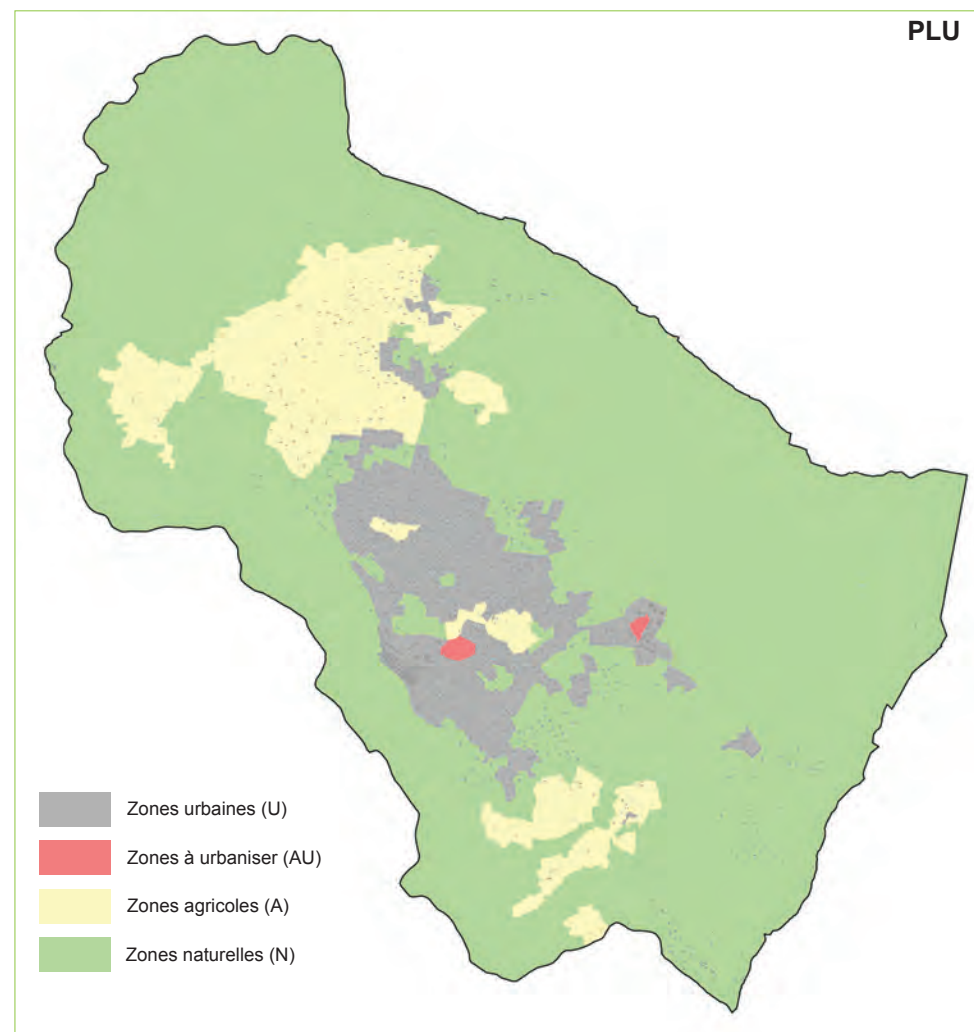 PLU
Zones urbaines (U)
Zones à urbaniser (AU)
Zones agricoles (A)
Zones naturelles (N)